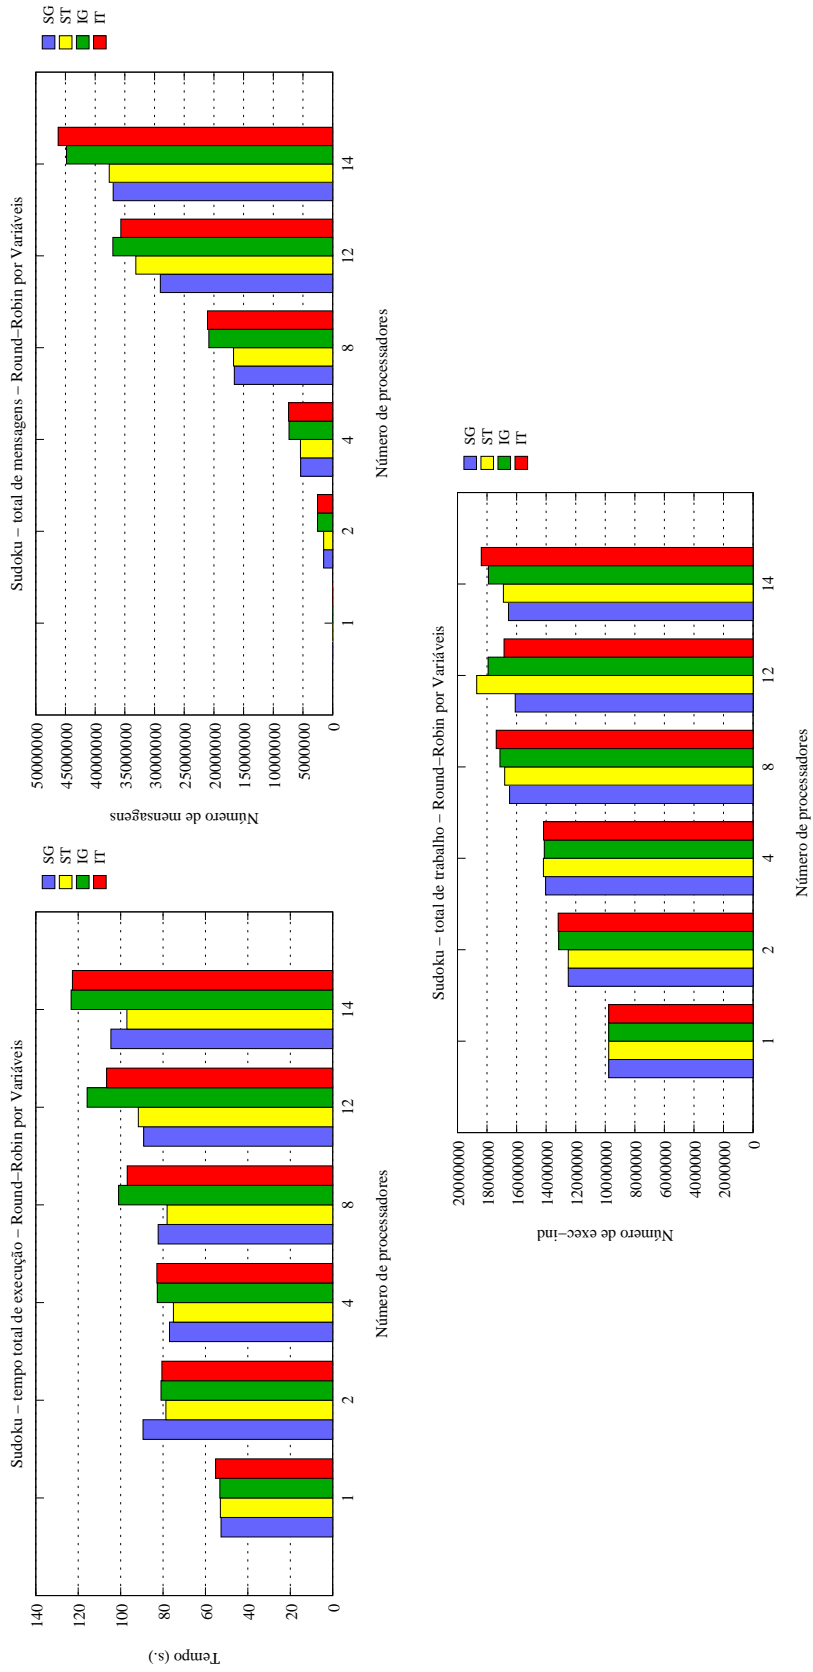 Sudoku − tempo total de execução − Round−Robin por Variáveis
140
120
100
80
60
40
20
0
Tempo (s.)
1
2
4
8
12
14
Número de processadores
SG
ST
IG
IT
Sudoku − total de mensagens − Round−Robin por Variáveis
50000000
45000000
40000000
35000000
30000000
25000000
20000000
15000000
10000000
5000000
0
Número de mensagens
1
2
4
8
12
14
Número de processadores
SG
ST
IG
IT
Sudoku − total de trabalho − Round−Robin por Variáveis
20000000
18000000
16000000
14000000
12000000
10000000
8000000
6000000
4000000
2000000
0
Número de exec−ind
1
2
4
8
12
14
Número de processadores
SG
ST
IG
IT